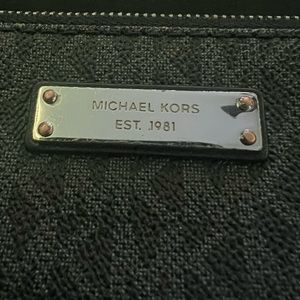 MICHAEL KORS
EST. 1981